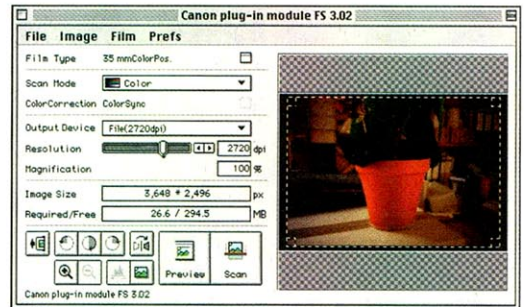 Canon plug-in module FS 3.02
File Image Film Prefs
Film Type 35 mmColorPos.
Scan Mode Color
ColorCorrection ColorSync
Output Device File(2720dpi)
Resolution 2720 dpi
Magnification 100 %
Image Size 3,648 * 2,496 px
Required/Free 26.6 / 294.5 MB
Preview Scan
Canon plug-in module FS 3.02